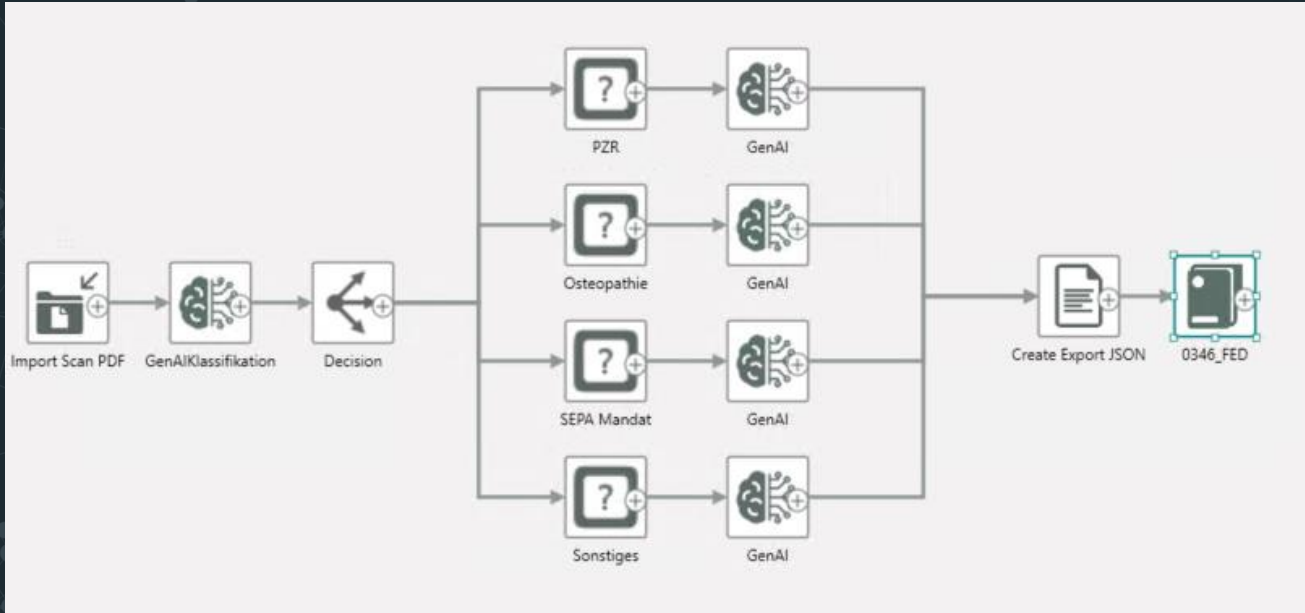 PZR
GenAI
Osteopathie
GenAI
Import Scan PDF
GenAIKlassifikation
Decision
Create Export JSON
0346_FED
SEPA Mandat
GenAI
Sonstiges
GenAI